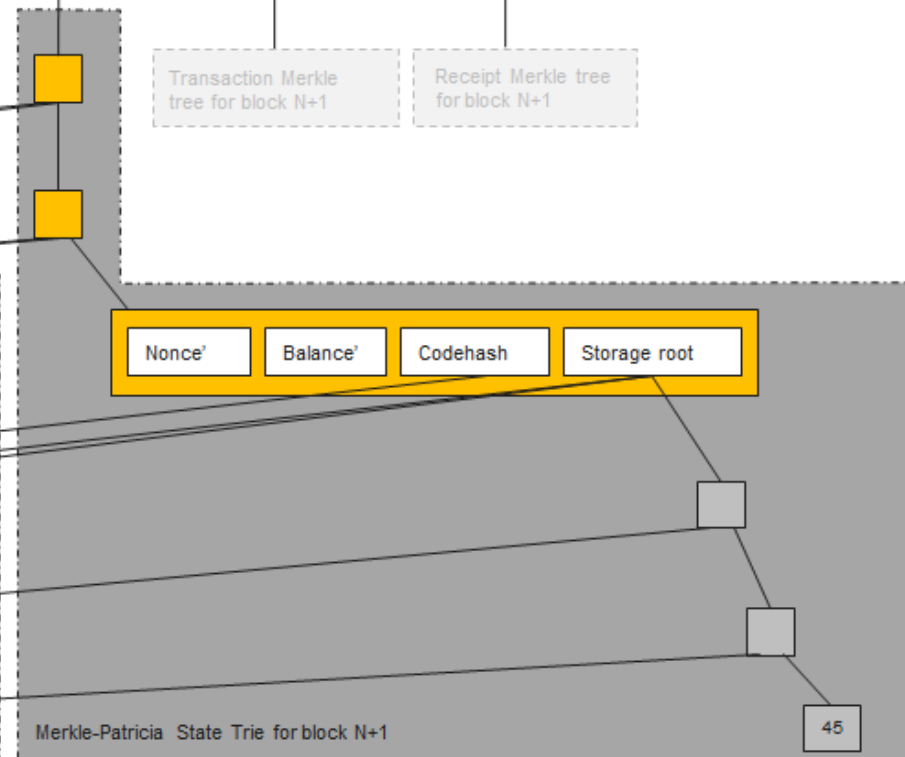 Transaction Merkle
tree for block N+1
Receipt Merkle tree
for block N+1
Nonce’
Balance’
Codehash
Storage root
45
Merkle-Patricia State Trie for block N+1